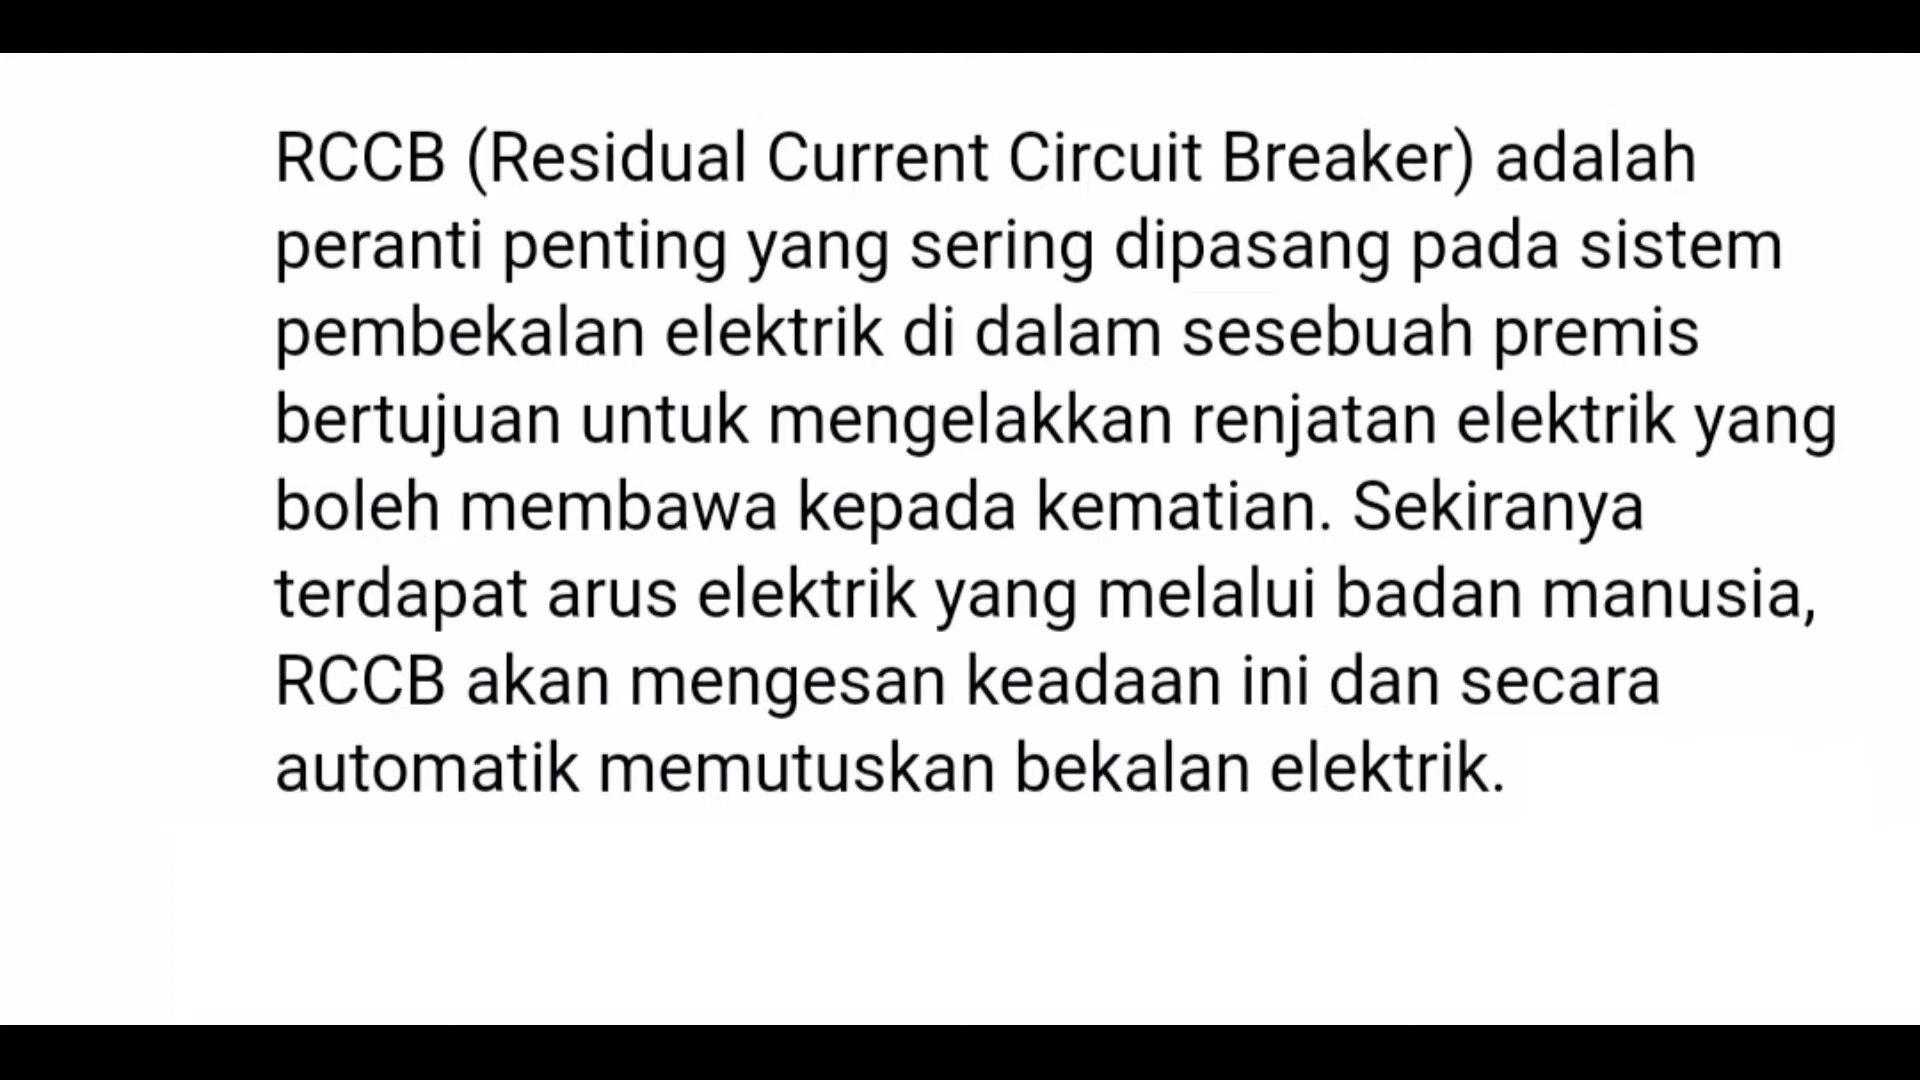 RCCB (Residual Current Circuit Breaker) adalah
peranti penting yang sering dipasang pada sistem
pembekalan elektrik di dalam sesebuah premis
bertujuan untuk mengelakkan renjatan elektrik yang
boleh membawa kepada kematian. Sekiranya
terdapat arus elektrik yang melalui badan manusia,
RCCB akan mengesan keadaan ini dan secara
automatik memutuskan bekalan elektrik.